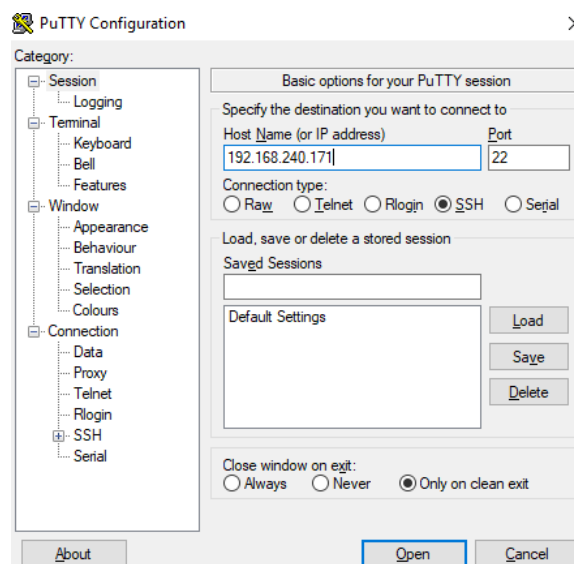 PuTTY Configuration
Category:
Session
Logging
Terminal
Keyboard
Bell
Features
Window
Appearance
Behaviour
Translation
Selection
Colours
Connection
Data
Proxy
Telnet
Rlogin
SSH
Serial
Basic options for your PuTTY session
Specify the destination you want to connect to
Host Name (or IP address) Port
192.168.240.171 22
Connection type:
Raw Telnet Rlogin SSH Serial
Load, save or delete a stored session
Saved Sessions
Default Settings
Load
Save
Delete
Close window on exit:
Always Never Only on clean exit
About Open Cancel